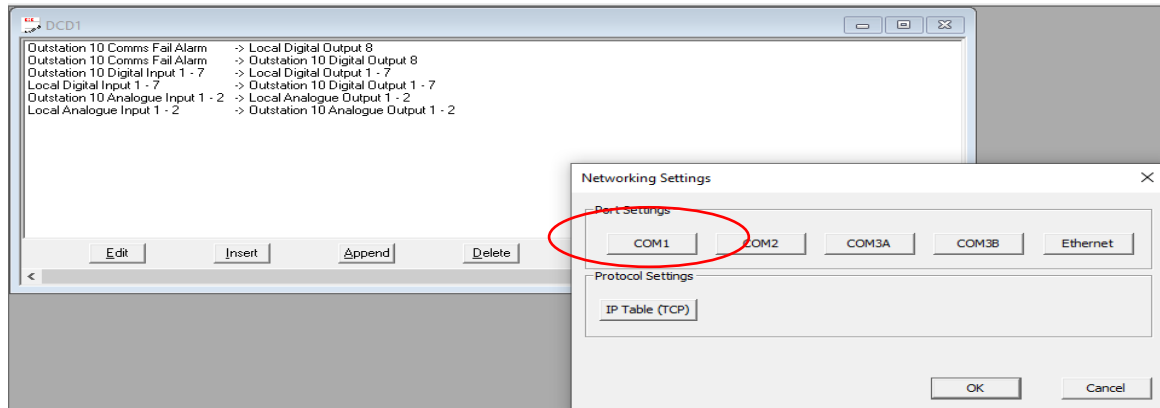 DCD1
Outstation 10 Comms Fail Alarm -> Local Digital Output 8
Outstation 10 Comms Fail Alarm -> Outstation 10 Digital Output 8
Outstation 10 Digital Input 1 - 7 -> Local Digital Output 1 - 7
Local Digital Input 1 - 7 -> Outstation 10 Digital Output 1 - 7
Outstation 10 Analogue Input 1 - 2 -> Local Analogue Output 1 - 2
Local Analogue Input 1 - 2 -> Outstation 10 Analogue Output 1 - 2
Edit Insert Append Delete
Networking Settings
Port Settings
COM1 COM2 COM3A COM3B Ethernet
Protocol Settings
IP Table (TCP)
OK Cancel